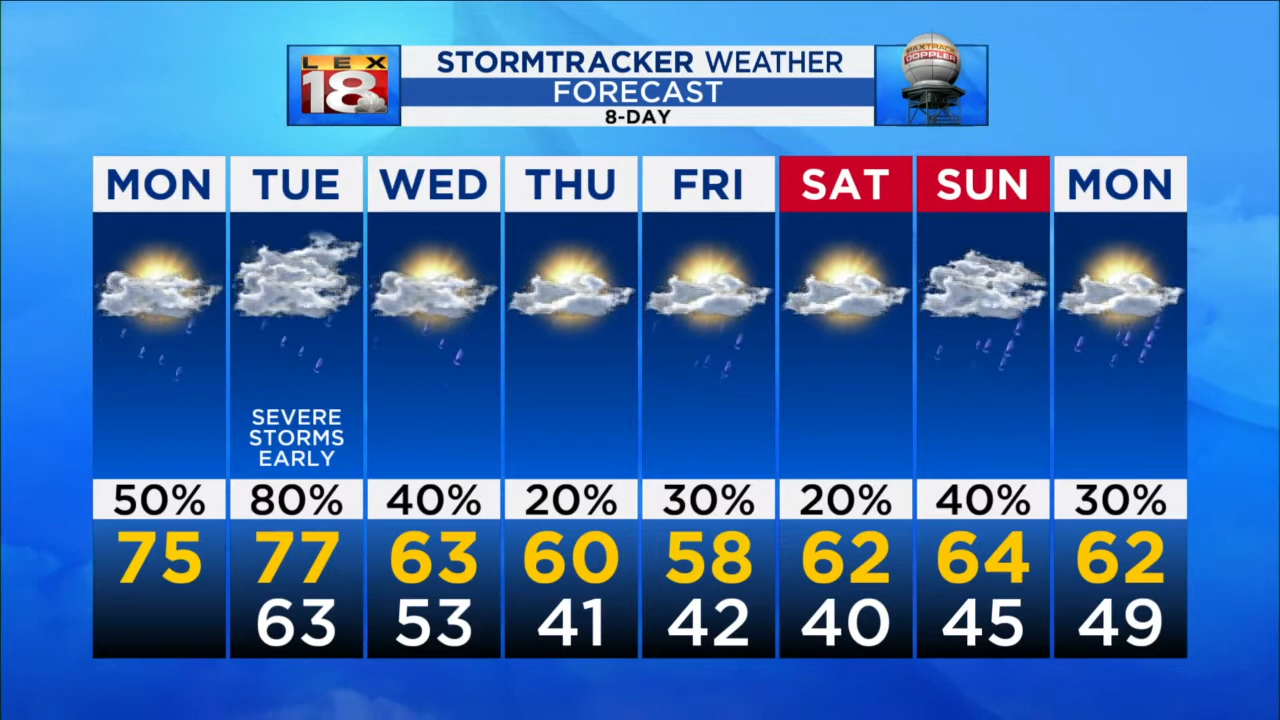 LEX
18
STORMTRACKER WEATHER
FORECAST
8-DAY
MAXTRACK
DOPPLER
MON TUE WED THU FRI SAT SUN MON
SEVERE
STORMS
EARLY
50% 80% 40% 20% 30% 20% 40% 30%
75 77 63 60 58 62 64 62
63 53 41 42 40 45 49